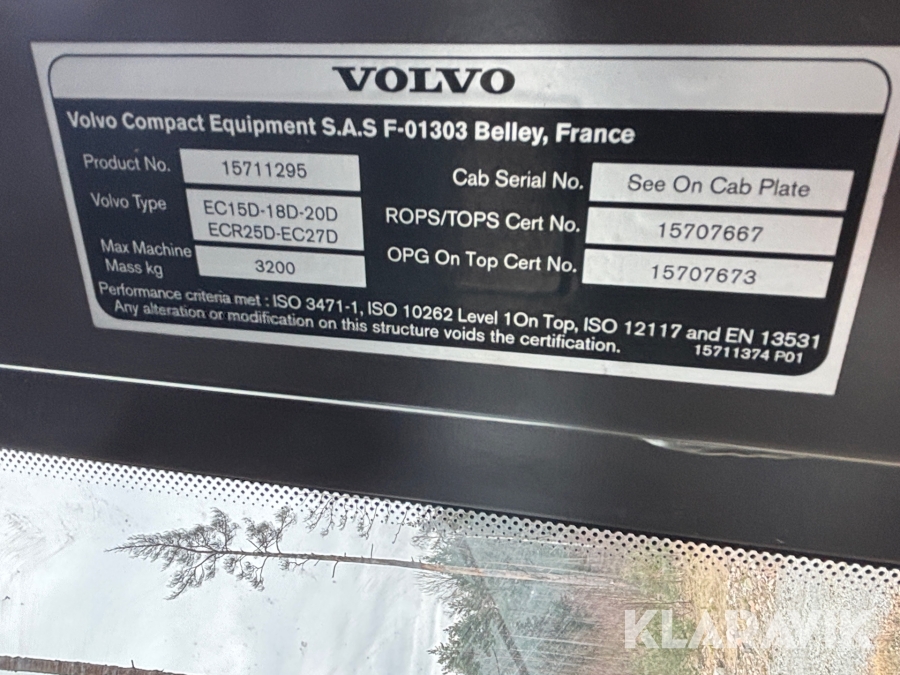 VOLVO
Volvo Compact Equipment S.A.S F-01303 Belley, France
Product No. 15711295
Volvo Type EC15D-18D-20D
ECR25D-EC27D
Max Machine
Mass kg 3200
Cab Serial No. See On Cab Plate
ROPS/TOPS Cert No. 15707667
OPG On Top Cert No. 15707673
Performance criteria met : ISO 3471-1, ISO 10262 Level 1On Top, ISO 12117 and EN 13531
Any alteration or modification on this structure voids the certification.
15711374 P01
KLARAVIK